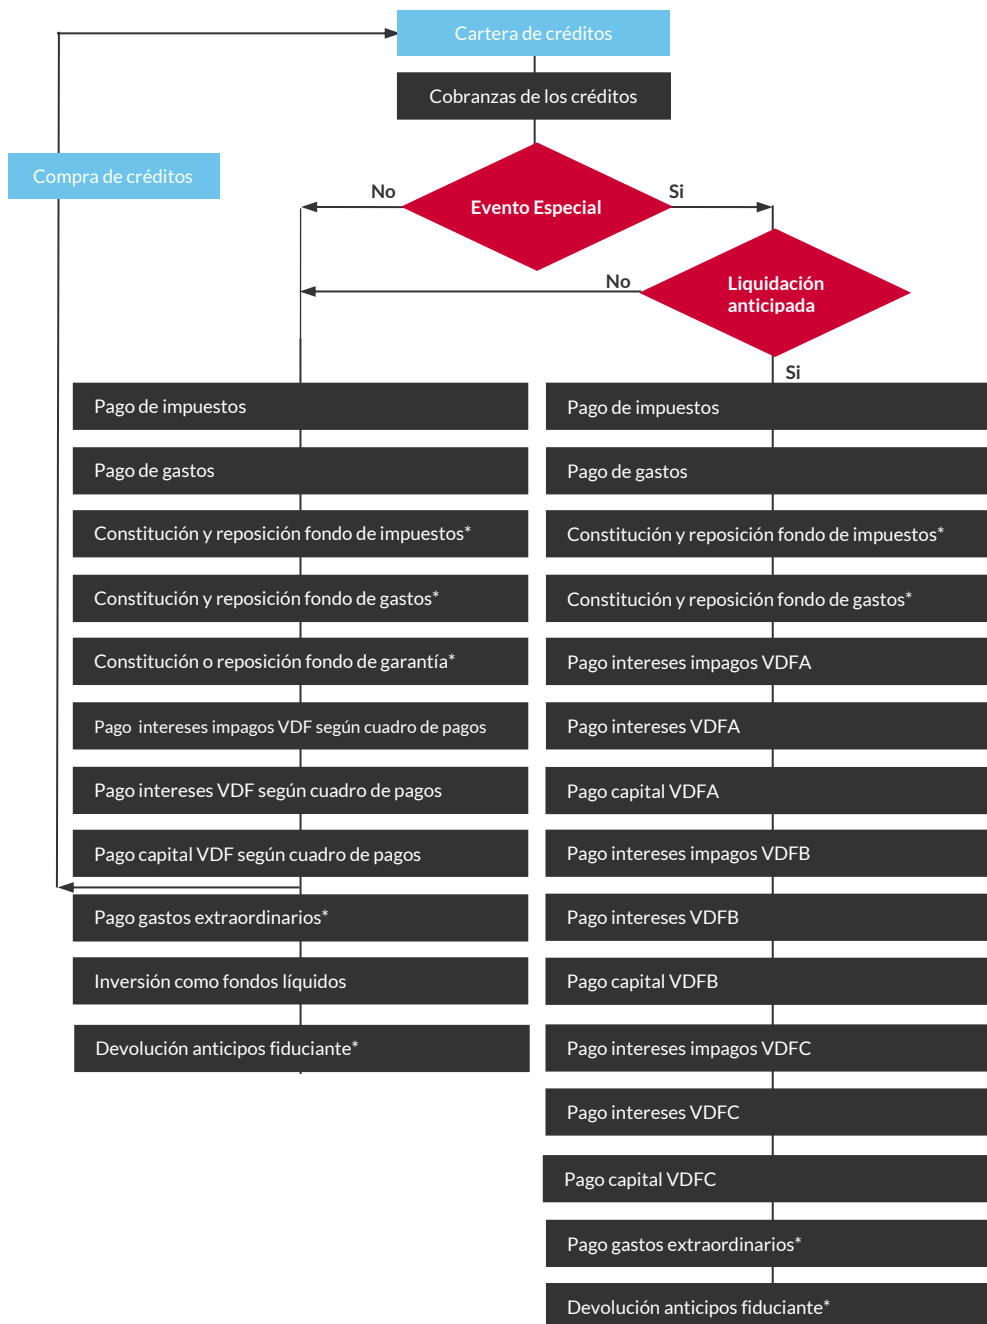 Cartera de créditos
Cobranzas de los créditos
Compra de créditos
No
Evento Especial
Si
No
Liquidación
anticipada
Si
Pago de impuestos
Pago de gastos
Constitución y reposición fondo de impuestos*
Constitución y reposición fondo de gastos*
Constitución o reposición fondo de garantía*
Pago intereses impagos VDF según cuadro de pagos
Pago intereses VDF según cuadro de pagos
Pago capital VDF según cuadro de pagos
Pago gastos extraordinarios*
Inversión como fondos líquidos
Devolución anticipos fiduciante*
Pago de impuestos
Pago de gastos
Constitución y reposición fondo de impuestos*
Constitución y reposición fondo de gastos*
Pago intereses impagos VDFA
Pago intereses VDFA
Pago capital VDFA
Pago intereses impagos VDFB
Pago intereses VDFB
Pago capital VDFB
Pago intereses impagos VDFC
Pago intereses VDFC
Pago capital VDFC
Pago gastos extraordinarios*
Devolución anticipos fiduciante*